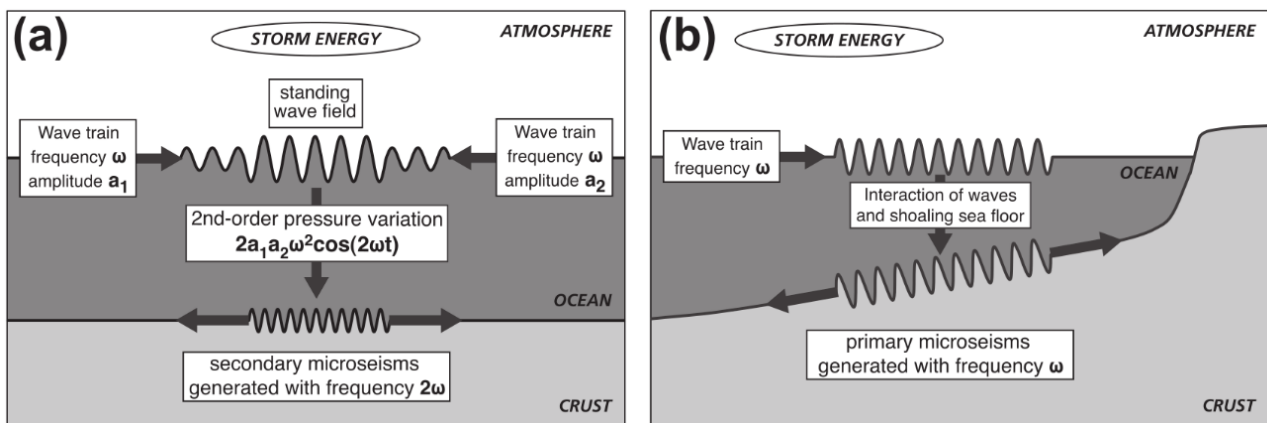 (a)
STORM ENERGY
ATMOSPHERE
standing
wave field
Wave train
frequency ω
amplitude a₁
Wave train
frequency ω
amplitude a₂
2nd-order pressure variation
2a₁a₂ω²cos(2ωt)
OCEAN
secondary microseisms
generated with frequency 2ω
CRUST
(b)
STORM ENERGY
ATMOSPHERE
Wave train
frequency ω
OCEAN
Interaction of waves
and shoaling sea floor
primary microseisms
generated with frequency ω
CRUST